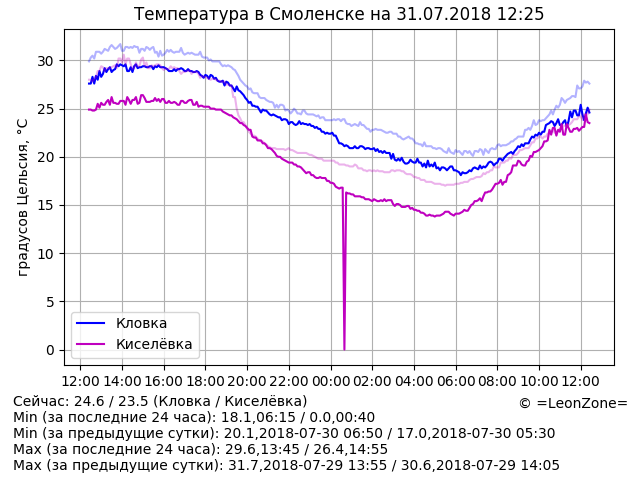 Температура в Смоленске на 31.07.2018 12:25
градусов Цельсия, °C
30
25
20
15
10
5
0
Кловка
Киселёвка
12:00 14:00 16:00 18:00 20:00 22:00 00:00 02:00 04:00 06:00 08:00 10:00 12:00
Сейчас: 24.6 / 23.5 (Кловка / Киселёвка)
© =LeonZone=
Min (за последние 24 часа): 18.1,06:15 / 0.0,00:40
Min (за предыдущие сутки): 20.1,2018-07-30 06:50 / 17.0,2018-07-30 05:30
Max (за последние 24 часа): 29.6,13:45 / 26.4,14:55
Max (за предыдущие сутки): 31.7,2018-07-29 13:55 / 30.6,2018-07-29 14:05